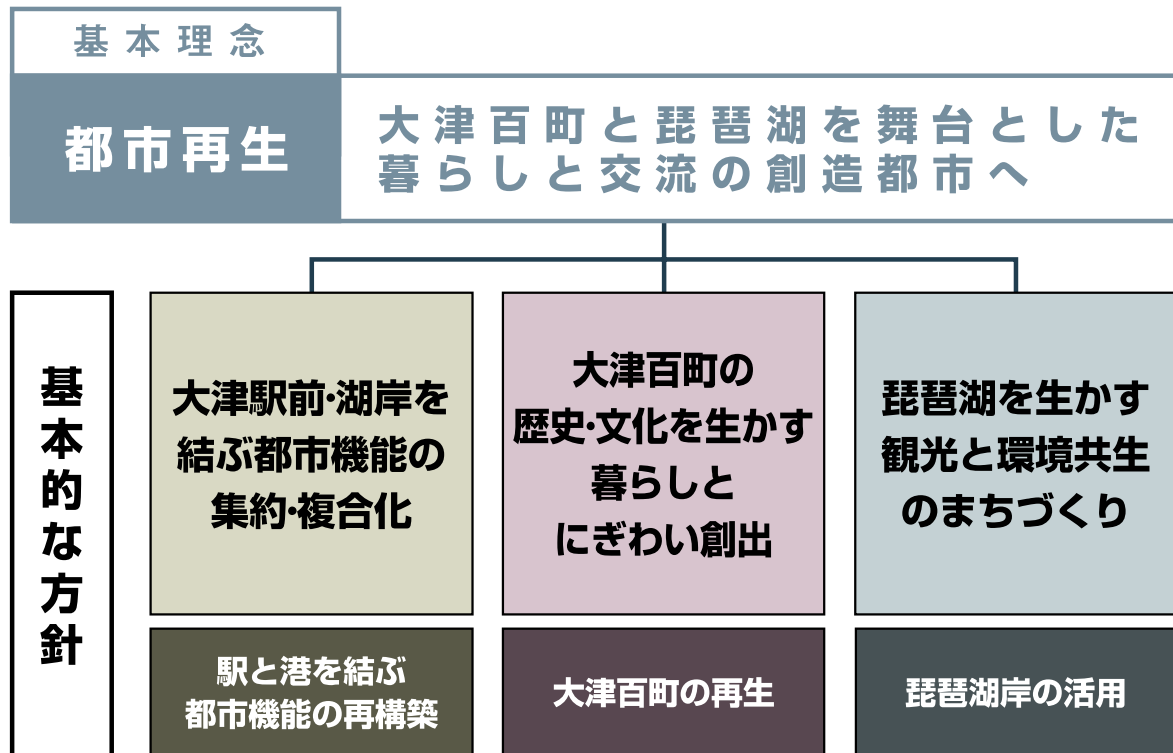 基本理念
都市再生
大津百町と琵琶湖を舞台とした
暮らしと交流の創造都市へ
基本的な方針
大津駅前・湖岸を
結ぶ都市機能の
集約・複合化
大津百町の
歴史・文化を生かす
暮らしと
にぎわい創出
琵琶湖を生かす
観光と環境共生
のまちづくり
駅と港を結ぶ
都市機能の再構築
大津百町の再生
琵琶湖岸の活用